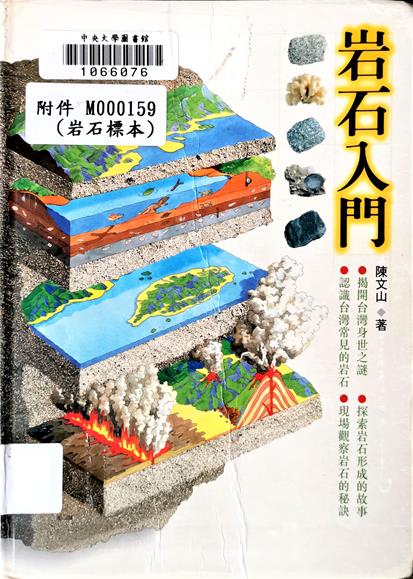 中央大學圖書館
1066076
附件 M000159
(岩石標本)
岩石入門
陳文山◆著
●揭開台灣身世之謎
●認識台灣常見的岩石
●探索岩石形成的故事
●現場觀察岩石的秘訣